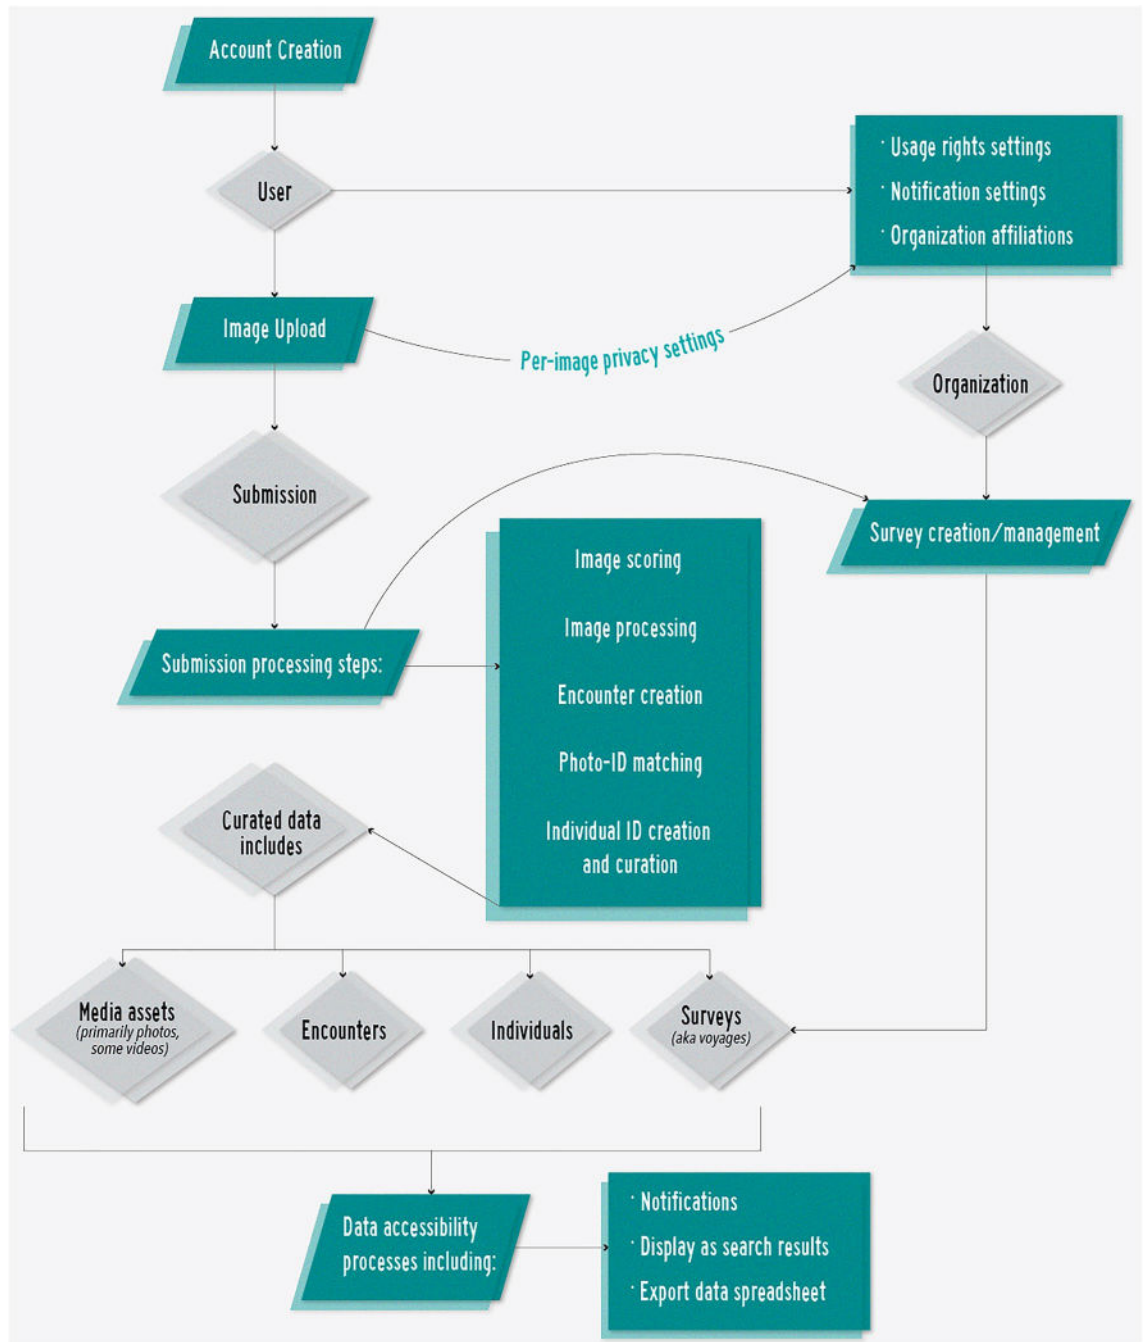 Account Creation
User
· Usage rights settings
· Notification settings
· Organization affiliations
Image Upload
Per-image privacy settings
Organization
Submission
Survey creation/management
Submission processing steps:
Image scoring
Image processing
Encounter creation
Photo-ID matching
Individual ID creation
and curation
Curated data
includes
Media assets
(primarily photos,
some videos)
Encounters
Individuals
Surveys
(aka voyages)
Data accessibility
processes including:
· Notifications
· Display as search results
· Export data spreadsheet